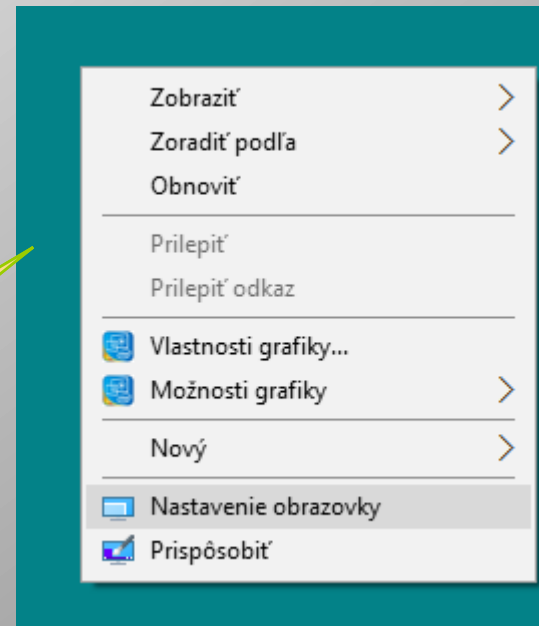 Zobraziť
Zoradiť podľa
Obnoviť
Prilepiť
Prilepiť odkaz
Vlastnosti grafiky...
Možnosti grafiky
Nový
Nastavenie obrazovky
Prispôsobiť